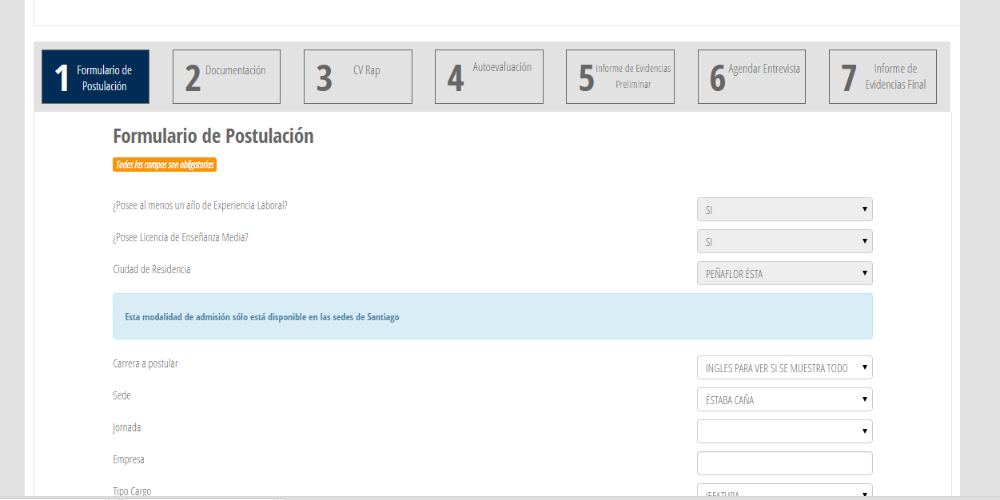 1 Formulario de
Postulación
2 Documentación
3 CV Rap
4 Autoevaluación
5 Informe de Evidencias
Preliminar
6 Agendar Entrevista
7 Informe de
Evidencias Final
Formulario de Postulación
Todos los campos son obligatorios
¿Posee al menos un año de Experiencia Laboral?
SI
¿Posee Licencia de Enseñanza Media?
SI
Ciudad de Residencia
PEÑAFLOR ÉSTA
Esta modalidad de admisión sólo está disponible en las sedes de Santiago
Carrera a postular
INGLES PARA VER SI SE MUESTRA TODO
Sede
ÉSTABA CAÑA
Jornada
Empresa
Tipo Cargo
JEFATURA